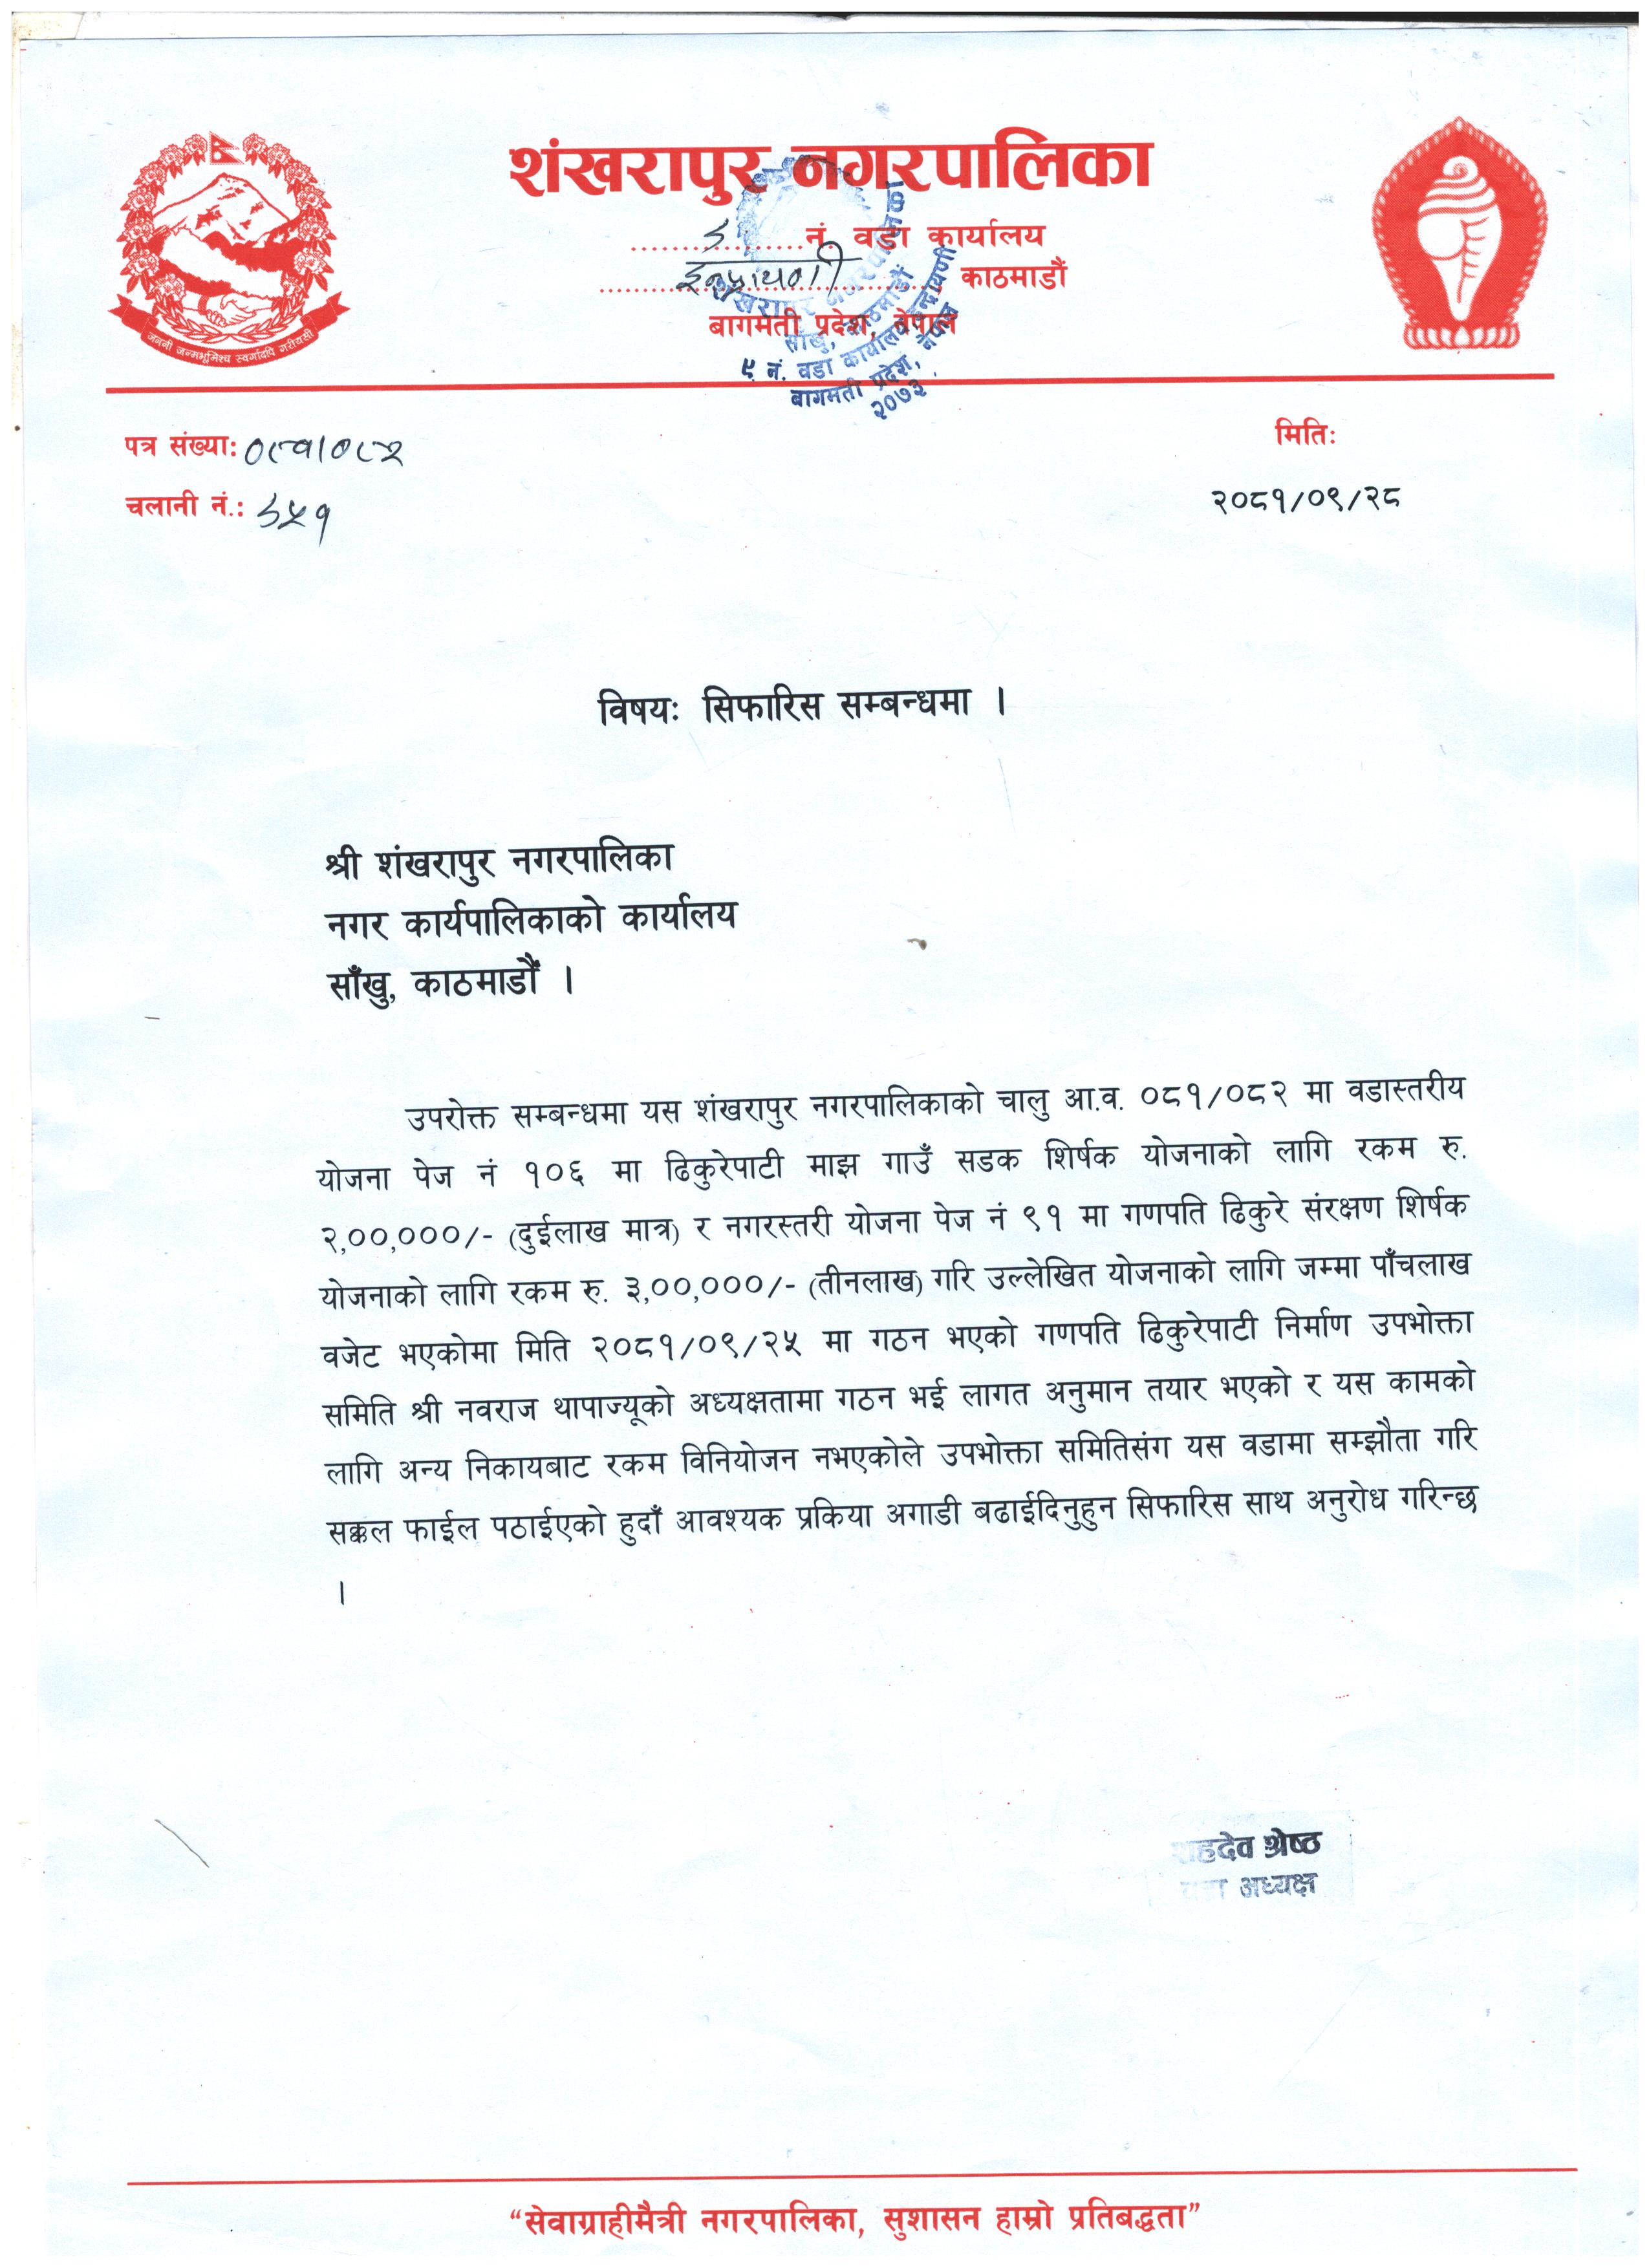 शंखरापुर नगरपालिका
नं. वडा कार्यालय
इन्द्रायणी काठमाडौं
बागमती प्रदेश, नेपाल
जननी जन्मभूमिश्च स्वर्गादपि गरीयसी
शंखरापुर नगरपालिका
साँखु, काठमाडौं
नं. वडा कार्यालय इन्द्रायणी
बागमती प्रदेश, नेपाल
२०७३
पत्र संख्या: ०८१/०८२
मितिः
चलानी नं.:
२०८१/०९/२८
विषयः सिफारिस सम्बन्धमा ।
श्री शंखरापुर नगरपालिका
नगर कार्यपालिकाको कार्यालय
साँखु, काठमाडौं ।
उपरोक्त सम्बन्धमा यस शंखरापुर नगरपालिकाको चालु आ.व. ०८१/०८२ मा वडास्तरीय
योजना पेज नं १०६ मा ढिकुरेपाटी माझ गाउँ सडक शिर्षक योजनाको लागि रकम रु.
२,००,०००/- (दुईलाख मात्र) र नगरस्तरी योजना पेज नं ९१ मा गणपति ढिकुरे संरक्षण शिर्षक
योजनाको लागि रकम रु. ३,००,०००/- (तीनलाख) गरि उल्लेखित योजनाको लागि जम्मा पाँचलाख
वजेट भएकोमा मिति २०८१/०९/२५ मा गठन भएको गणपति ढिकुरेपाटी निर्माण उपभोक्ता
समिति श्री नवराज थापाज्यूको अध्यक्षतामा गठन भई लागत अनुमान तयार भएको र यस कामको
लागि अन्य निकायबाट रकम विनियोजन नभएकोले उपभोक्ता समितिसंग यस वडामा सम्झौता गरि
सक्कल फाईल पठाईएको हुदाँ आवश्यक प्रकिया अगाडी बढाईदिनुहुन सिफारिस साथ अनुरोध गरिन्छ
।
श्रेष्ठ
वडा अध्यक्ष
“सेवाग्राहीमैत्री नगरपालिका, सुशासन हाम्रो प्रतिबद्धता”